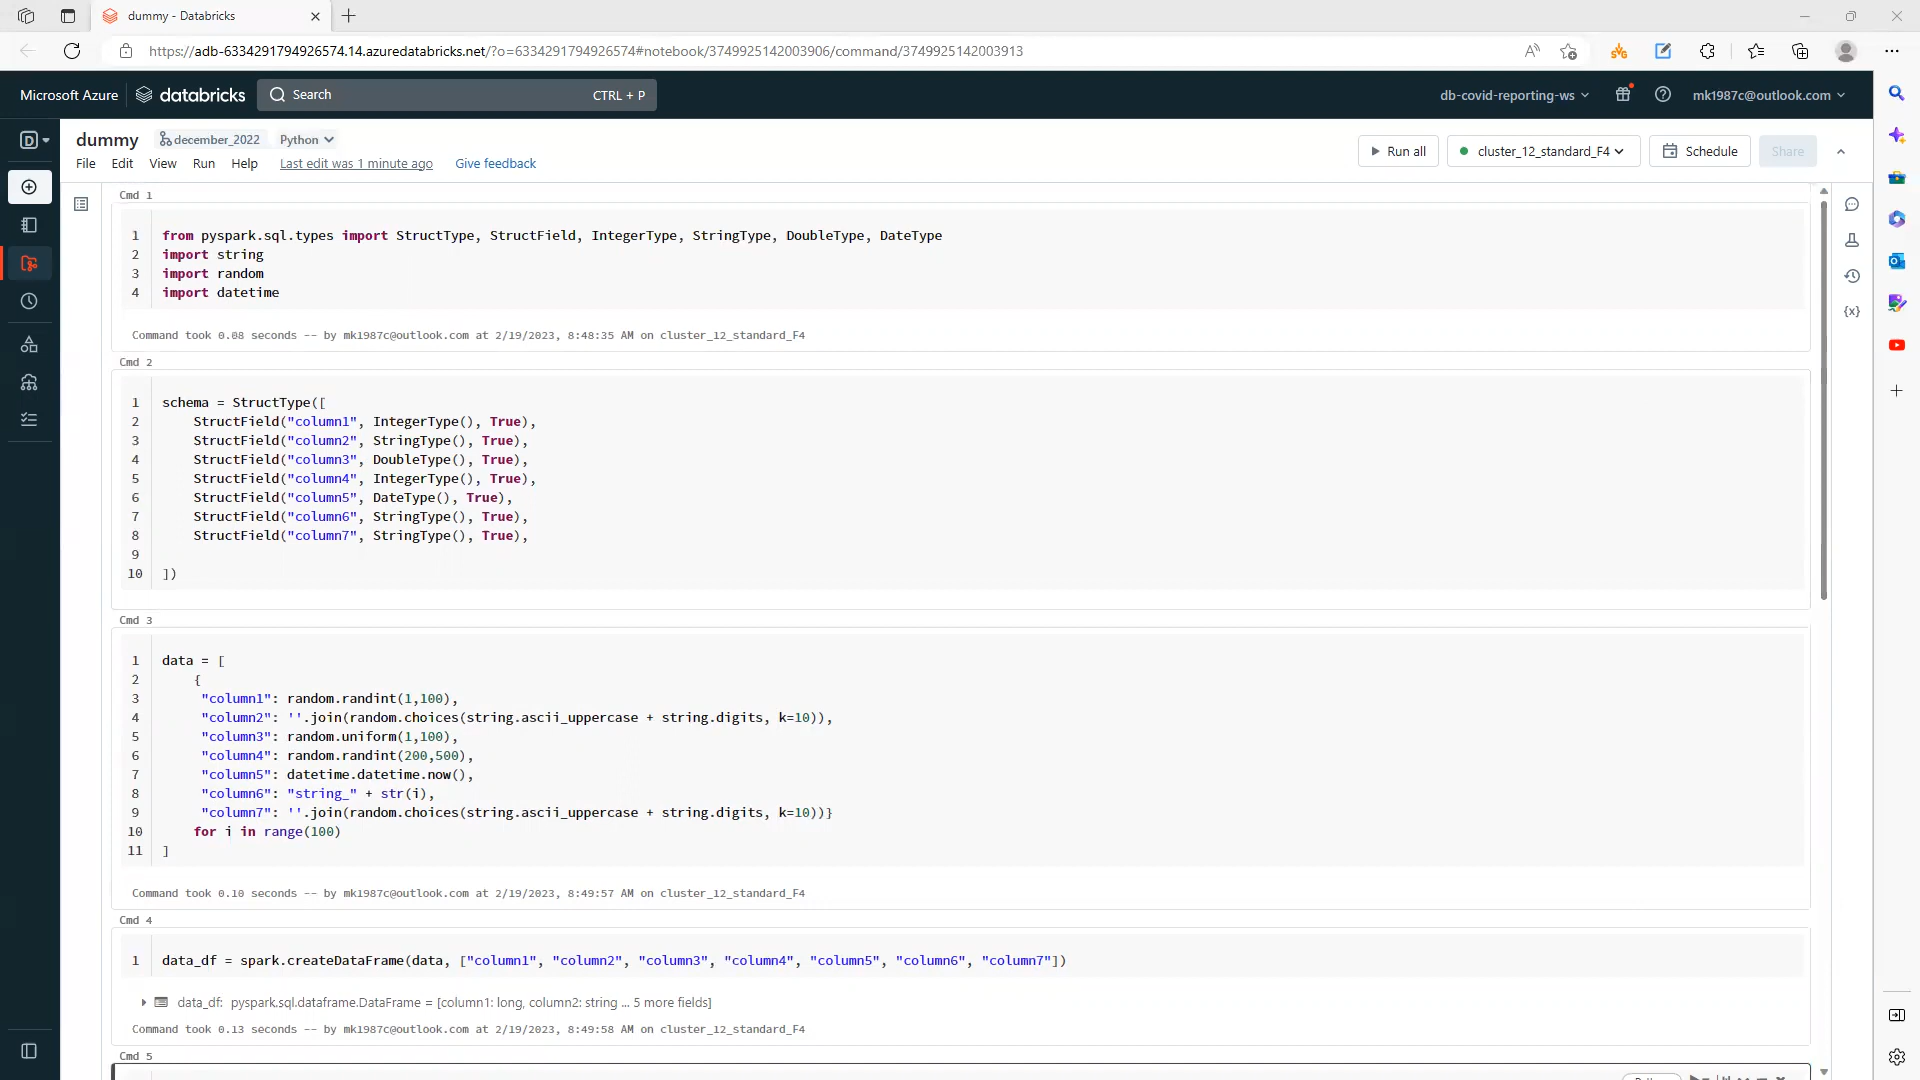 dummy - Databricks
https://adb-6334291794926574.14.azuredatabricks.net/?o=6334291794926574#notebook/3749925142003906/command/3749925142003913
Microsoft Azure databricks Search CTRL + P db-covid-reporting-ws mk1987c@outlook.com
dummy december_2022 Python
File Edit View Run Help Last edit was 1 minute ago Give feedback
Run all cluster_12_standard_F4 Schedule Share
Cmd 1
1 from pyspark.sql.types import StructType, StructField, IntegerType, StringType, DoubleType, DateType
2 import string
3 import random
4 import datetime
Command took 0.08 seconds -- by mk1987c@outlook.com at 2/19/2023, 8:48:35 AM on cluster_12_standard_F4
Cmd 2
1 schema = StructType([
2 StructField("column1", IntegerType(), True),
3 StructField("column2", StringType(), True),
4 StructField("column3", DoubleType(), True),
5 StructField("column4", IntegerType(), True),
6 StructField("column5", DateType(), True),
7 StructField("column6", StringType(), True),
8 StructField("column7", StringType(), True),
9
10 ])
Cmd 3
1 data = [
2 {
3 "column1": random.randint(1,100),
4 "column2": ''.join(random.choices(string.ascii_uppercase + string.digits, k=10)),
5 "column3": random.uniform(1,100),
6 "column4": random.randint(200,500),
7 "column5": datetime.datetime.now(),
8 "column6": "string_" + str(i),
9 "column7": ''.join(random.choices(string.ascii_uppercase + string.digits, k=10))}
10 for i in range(100)
11 ]
Command took 0.10 seconds -- by mk1987c@outlook.com at 2/19/2023, 8:49:57 AM on cluster_12_standard_F4
Cmd 4
1 data_df = spark.createDataFrame(data, ["column1", "column2", "column3", "column4", "column5", "column6", "column7"])
data_df: pyspark.sql.dataframe.DataFrame = [column1: long, column2: string ... 5 more fields]
Command took 0.13 seconds -- by mk1987c@outlook.com at 2/19/2023, 8:49:58 AM on cluster_12_standard_F4
Cmd 5